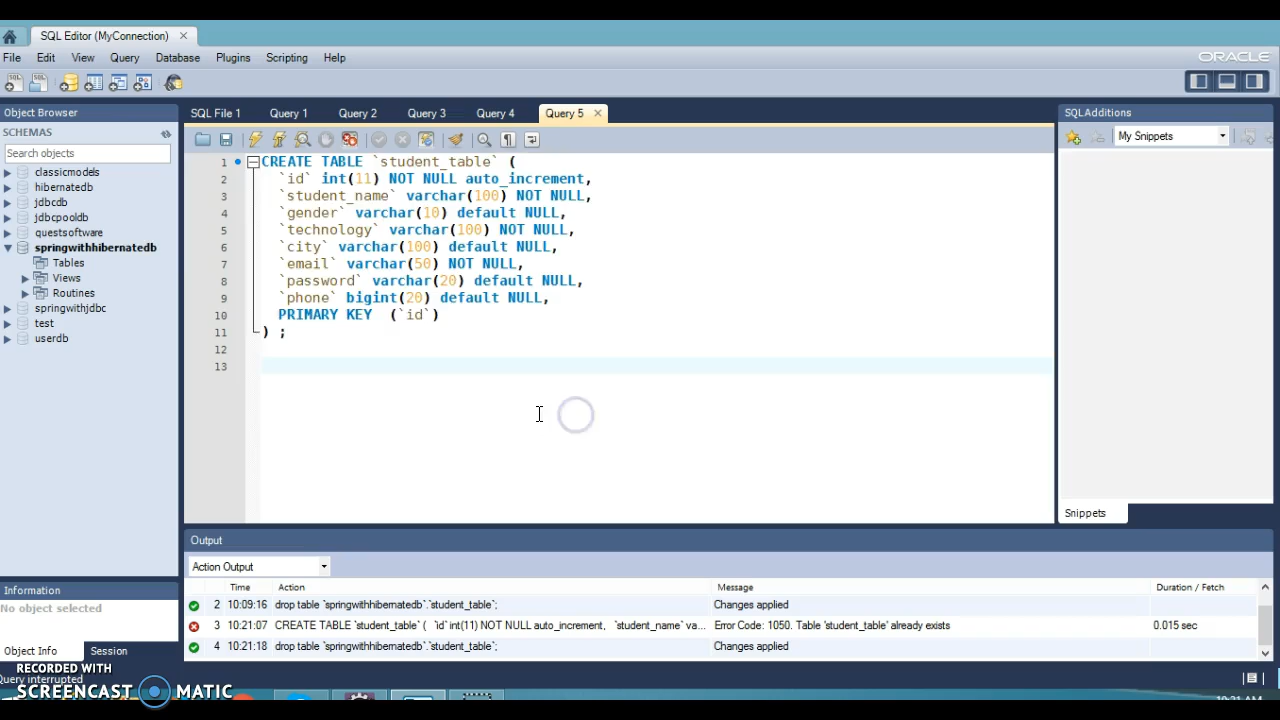 SQL Editor (MyConnection)
File Edit View Query Database Plugins Scripting Help
ORACLE
Object Browser
SCHEMAS
Search objects
classicmodels
hibernatedb
jdbcdb
jdbcpooldb
questsoftware
springwithhibernatedb
Tables
Views
Routines
springwithjdbc
test
userdb
Information
No object selected
Object Info Session
Query interrupted
SQL File 1 Query 1 Query 2 Query 3 Query 4 Query 5
1 CREATE TABLE `student_table` (
2 `id` int(11) NOT NULL auto_increment,
3 `student_name` varchar(100) NOT NULL,
4 `gender` varchar(10) default NULL,
5 `technology` varchar(100) NOT NULL,
6 `city` varchar(100) default NULL,
7 `email` varchar(50) NOT NULL,
8 `password` varchar(20) default NULL,
9 `phone` bigint(20) default NULL,
10 PRIMARY KEY (`id`)
11 ) ;
12
13
SQLAdditions
My Snippets
Snippets
Output
Action Output
Time Action Message Duration / Fetch
2 10:09:16 drop table `springwithhibernatedb`.`student_table`; Changes applied
3 10:21:07 CREATE TABLE `student_table` ( `id` int(11) NOT NULL auto_increment, `student_name` va... Error Code: 1050. Table 'student_table' already exists 0.015 sec
4 10:21:18 drop table `springwithhibernatedb`.`student_table`; Changes applied
RECORDED WITH
SCREENCAST MATIC